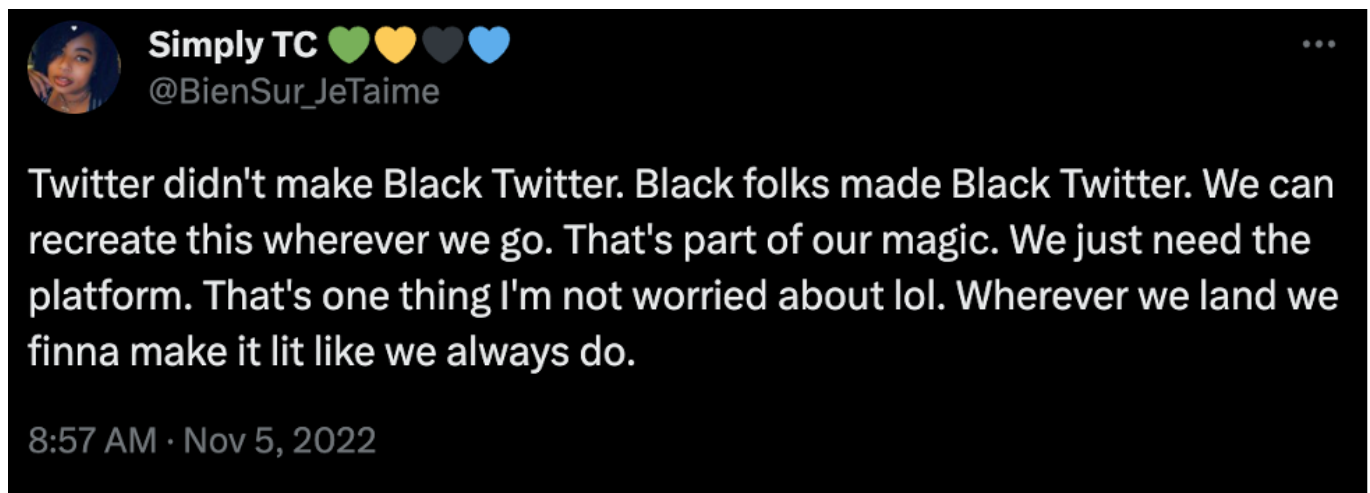 Simply TC 💚💛🖤💙
@BienSur_JeTaime
Twitter didn't make Black Twitter. Black folks made Black Twitter. We can
recreate this wherever we go. That's part of our magic. We just need the
platform. That's one thing I'm not worried about lol. Wherever we land we
finna make it lit like we always do.
8:57 AM · Nov 5, 2022